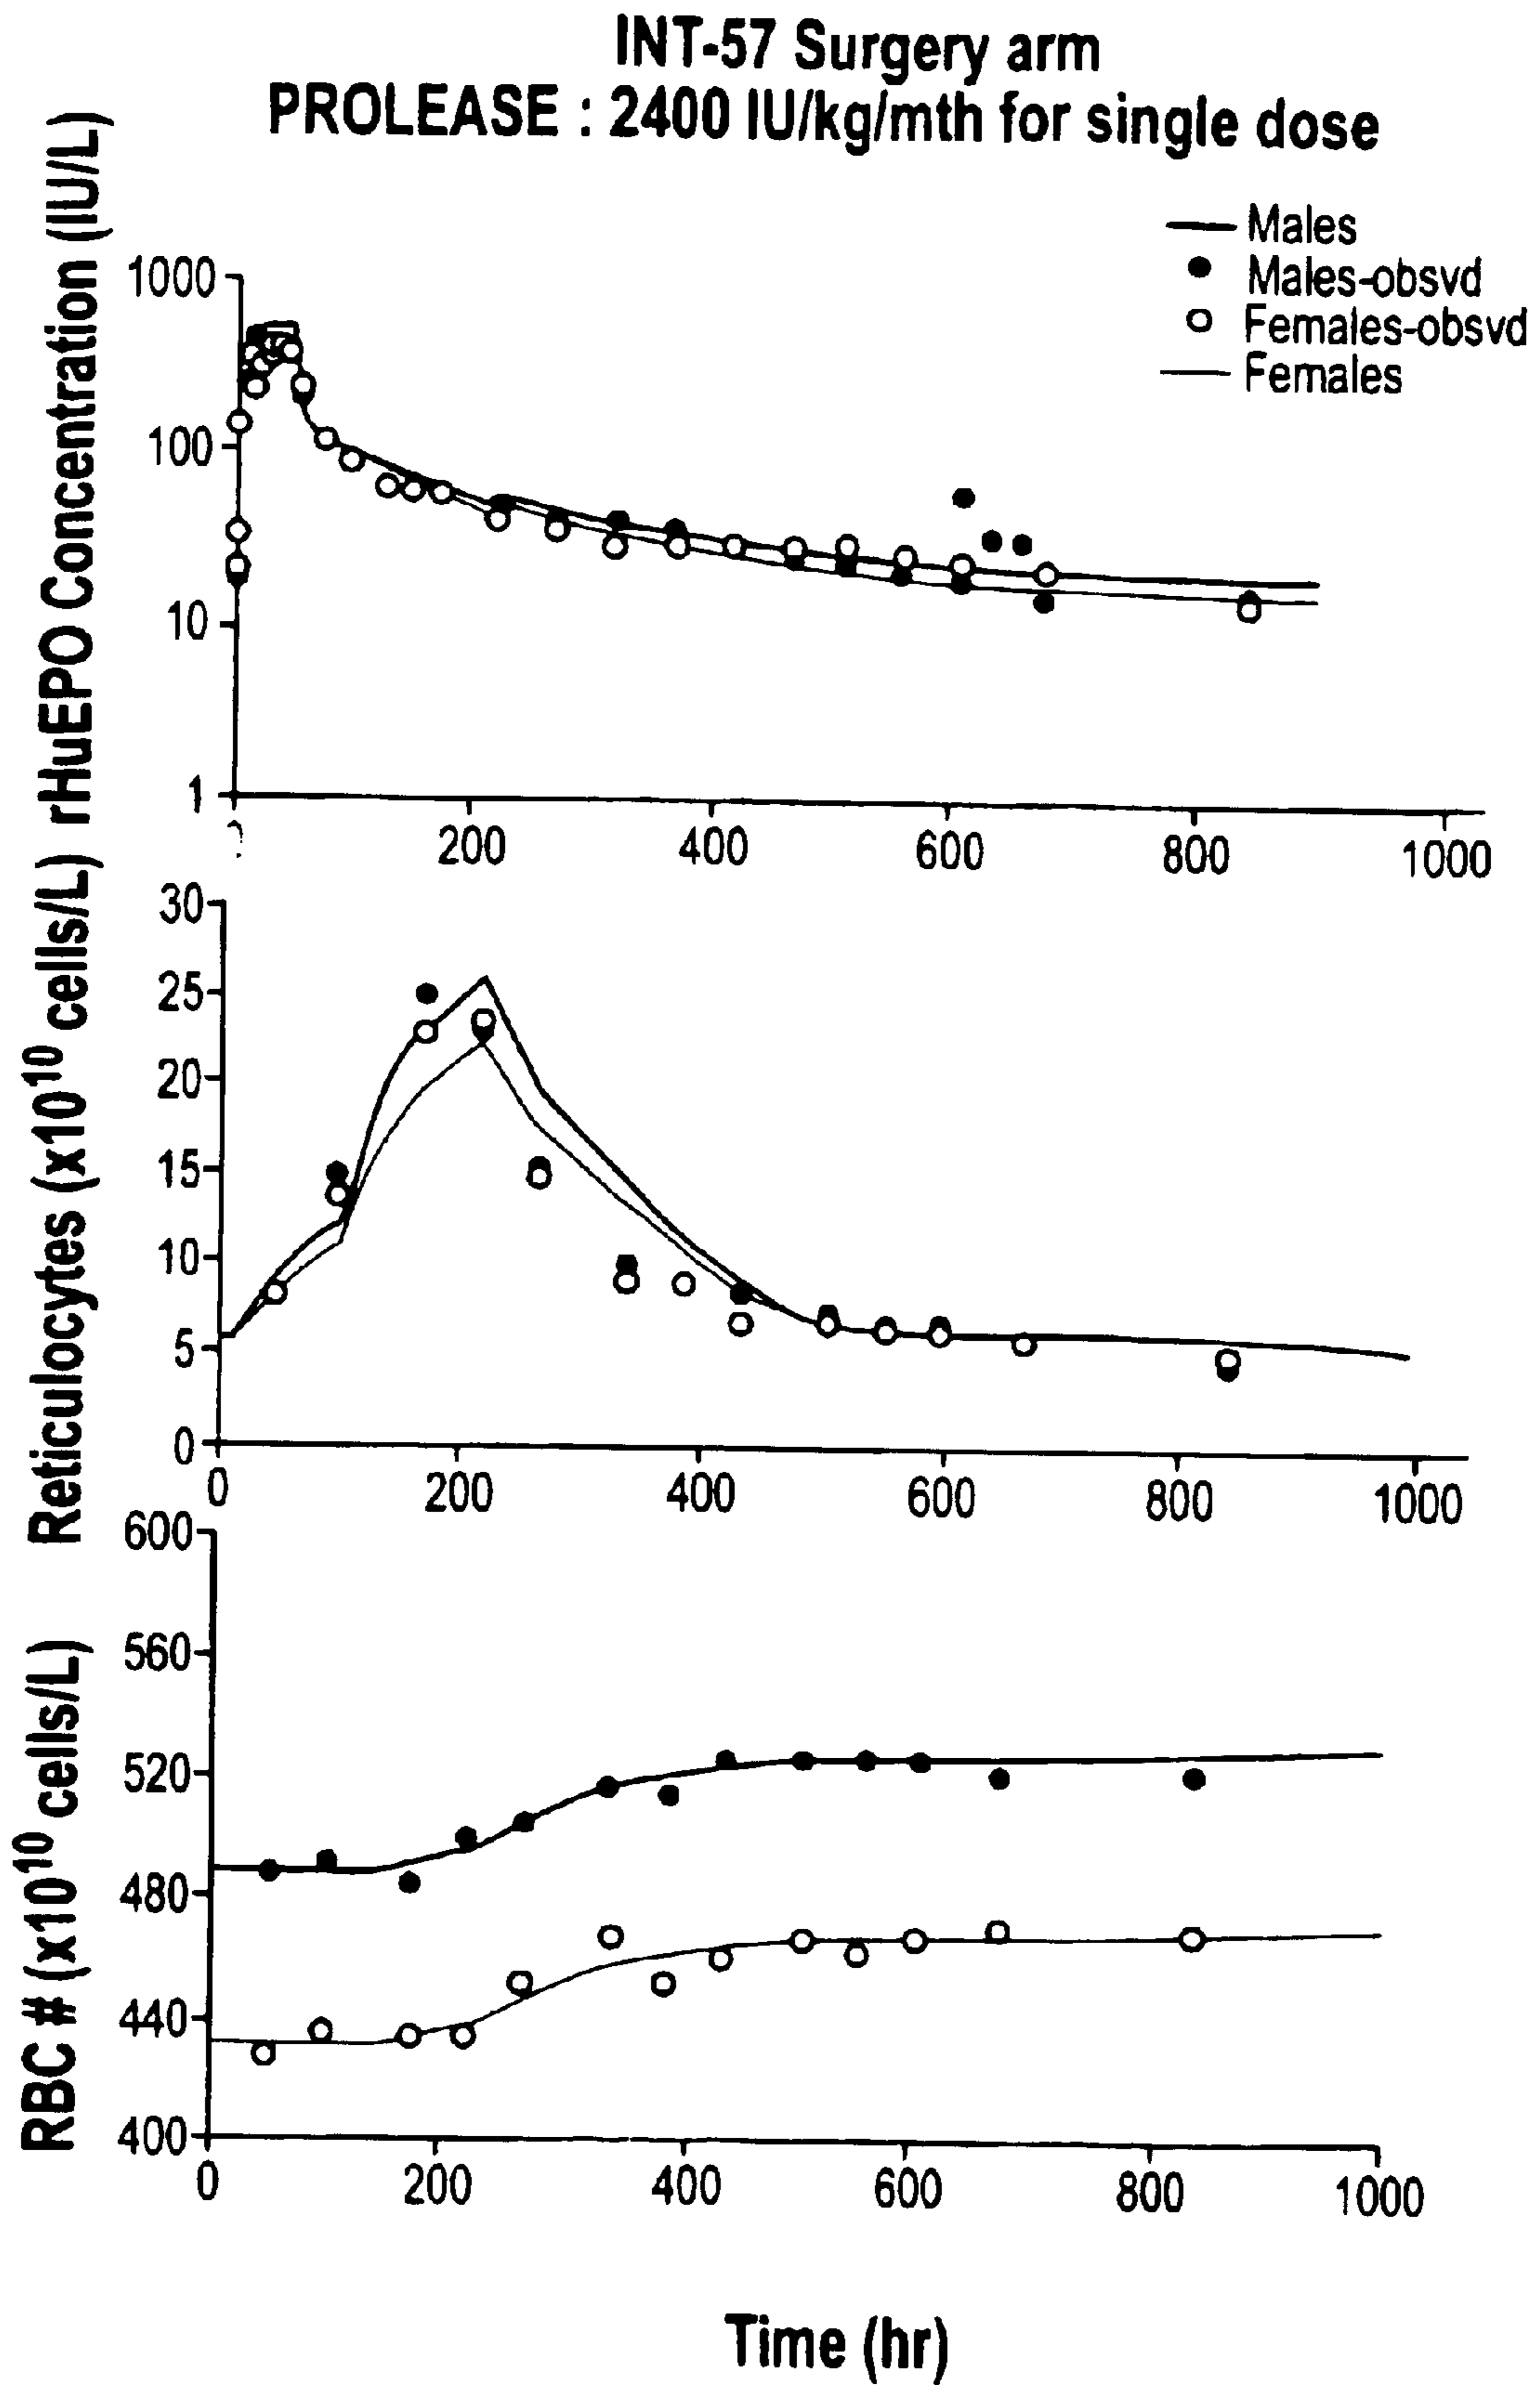 INT-57 Surgery arm
PROLEASE : 2400 IU/kg/mth for single dose
Males
Males-obsvd
Females-obsvd
Females
rHuEPO Concentration (IU/L)
1000
100
10
1
200 400 600 800 1000
Reticulocytes (x10¹⁰ cells/L)
30
25
20
15
10
5
0
0 200 400 600 800 1000
RBC # (x10¹⁰ cells/L)
600
560
520
480
440
400
0 200 400 600 800 1000
Time (hr)